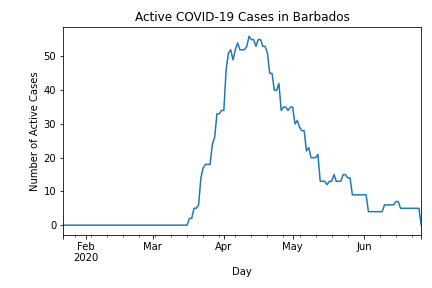 Active COVID-19 Cases in Barbados
Number of Active Cases
50
40
30
20
10
0
Feb Mar Apr May Jun
2020
Day